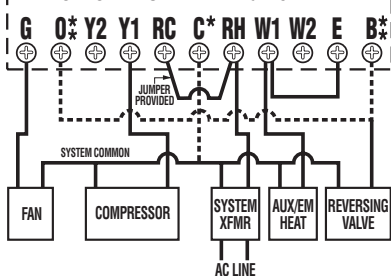 G O** Y2 Y1 RC C* RH W1 W2 E B**
JUMPER
PROVIDED
SYSTEM COMMON
FAN
COMPRESSOR
SYSTEM
XFMR
AUX/EM
HEAT
REVERSING
VALVE
AC LINE